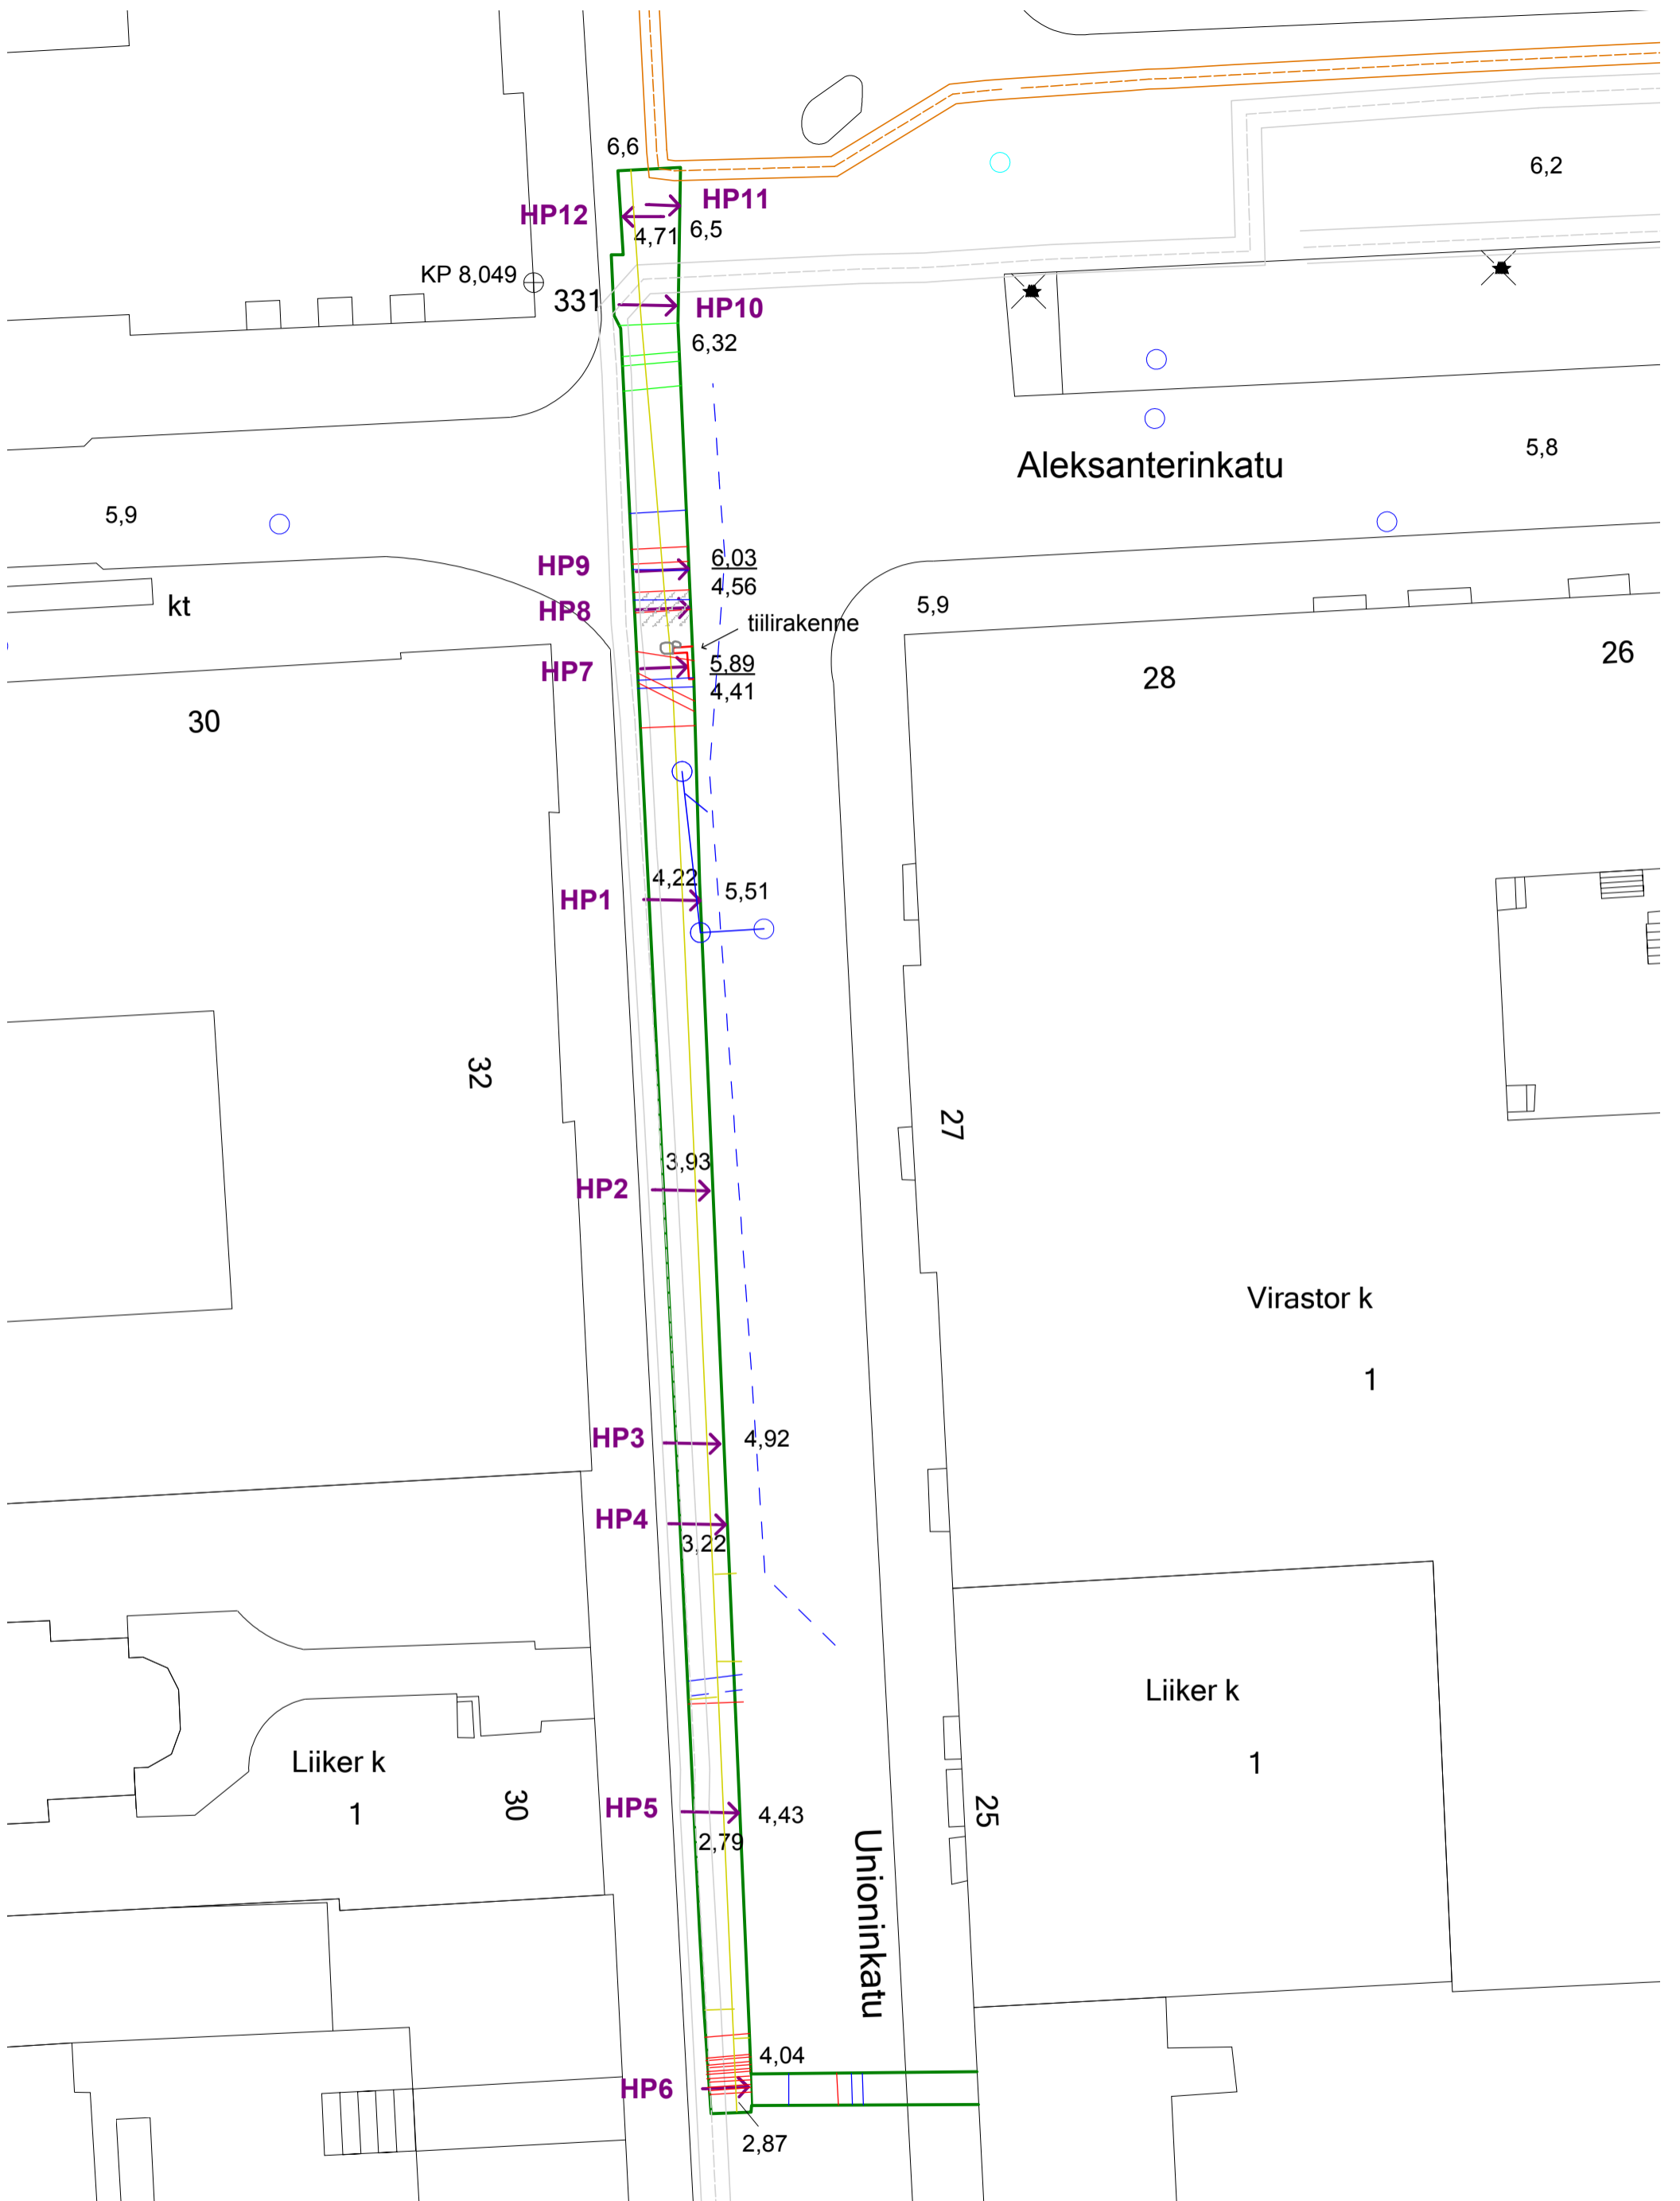 6,6
6,2
HP11
HP12
6,5
4,71
KP 8,049
331
HP10
6,32
Aleksanterinkatu
5,8
5,9
6,03
HP9
4,56
kt
5,9
HP8
tiilirakenne
26
5,89
HP7
28
4,41
30
4,22
5,51
HP1
32
27
3,93
HP2
Virastor k
1
4,92
HP3
HP4
3,22
Liiker k
Liiker k
1
30
1
25
HP5
4,43
2,79
Unioninkatu
4,04
HP6
2,87